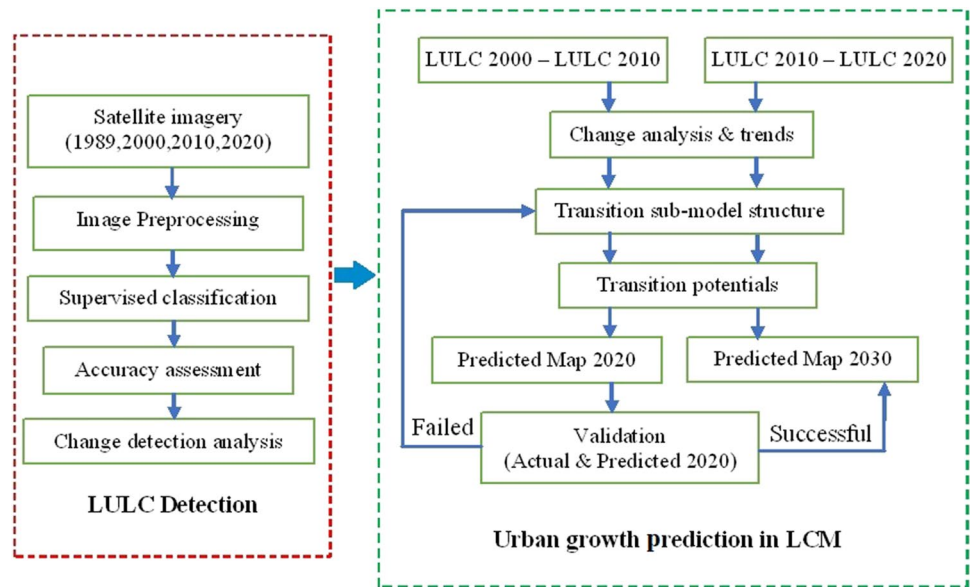 Satellite imagery
(1989,2000,2010,2020)
Image Preprocessing
Supervised classification
Accuracy assessment
Change detection analysis
LULC Detection
LULC 2000 – LULC 2010
LULC 2010 – LULC 2020
Change analysis & trends
Transition sub-model structure
Transition potentials
Predicted Map 2020
Predicted Map 2030
Failed
Validation
(Actual & Predicted 2020)
Successful
Urban growth prediction in LCM